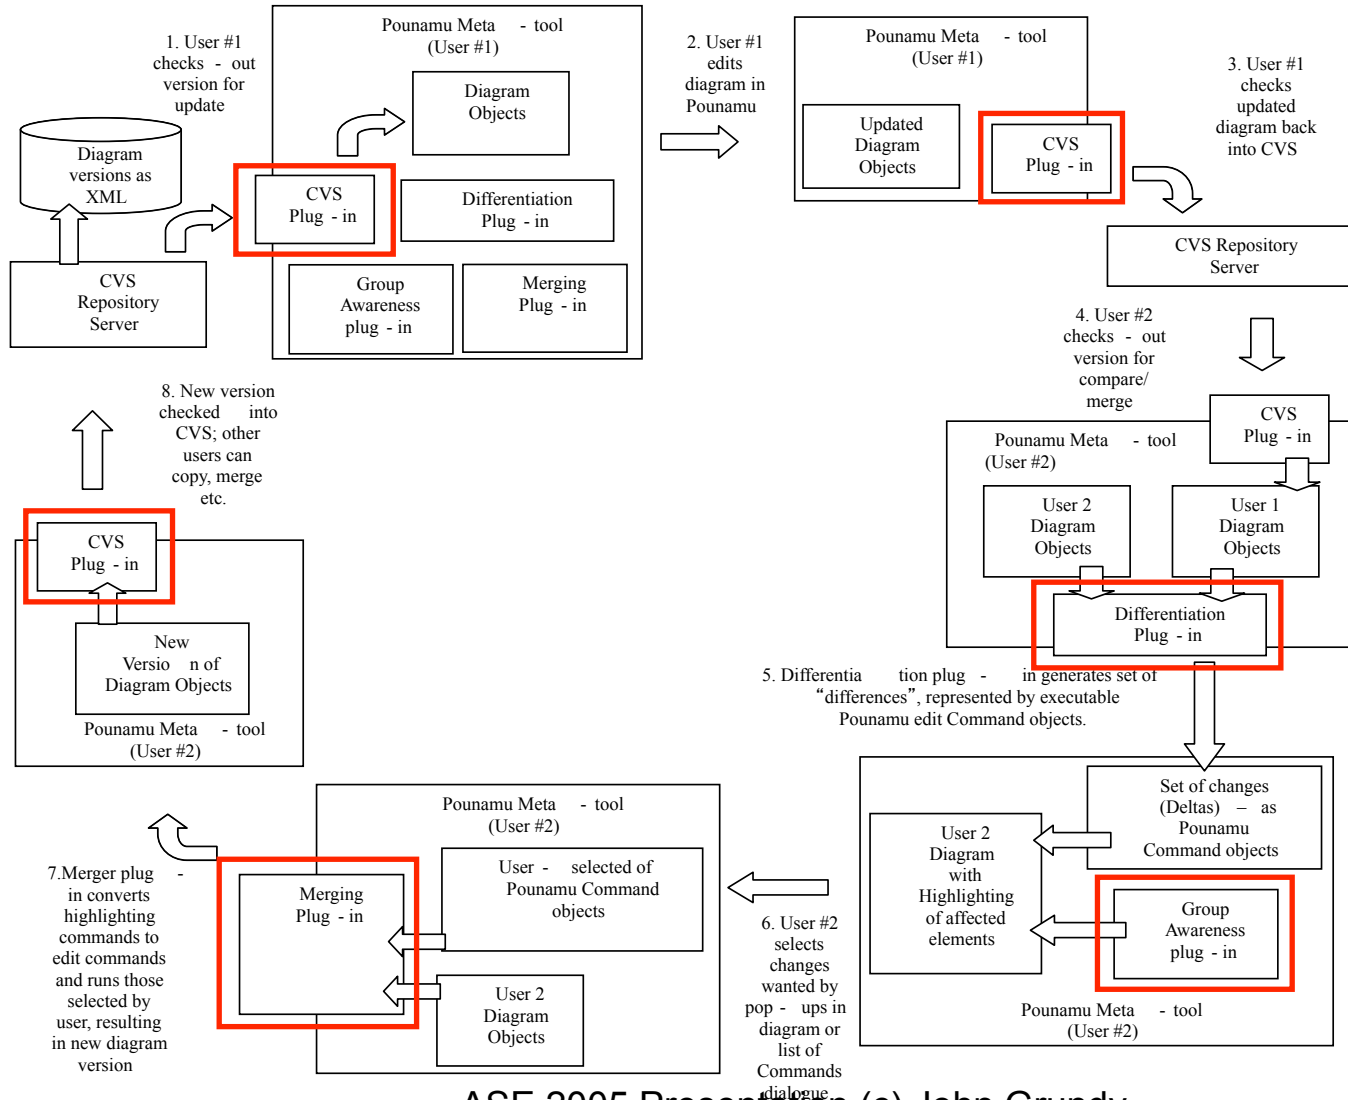 1. User #1
checks - out
version for
update
Diagram
versions as
XML
CVS
Repository
Server
Pounamu Meta - tool
(User #1)
Diagram
Objects
CVS
Plug - in
Differentiation
Plug - in
Group
Awareness
plug - in
Merging
Plug - in
2. User #1
edits
diagram in
Pounamu
Pounamu Meta - tool
(User #1)
Updated
Diagram
Objects
CVS
Plug - in
3. User #1
checks
updated
diagram back
into CVS
CVS Repository
Server
4. User #2
checks - out
version for
compare/
merge
CVS
Plug - in
Pounamu Meta - tool
(User #2)
User 2
Diagram
Objects
User 1
Diagram
Objects
Differentiation
Plug - in
5. Differentia tion plug - in generates set of
“differences”, represented by executable
Pounamu edit Command objects.
Set of changes
(Deltas) – as
Pounamu
Command objects
User 2
Diagram
with
Highlighting
of affected
elements
Group
Awareness
plug - in
Pounamu Meta - tool
(User #2)
6. User #2
selects
changes
wanted by
pop - ups in
diagram or
list of
Commands
dialogue
Pounamu Meta - tool
(User #2)
User - selected of
Pounamu Command
objects
Merging
Plug - in
User 2
Diagram
Objects
7.Merger plug -
in converts
highlighting
commands to
edit commands
and runs those
selected by
user, resulting
in new diagram
version
8. New version
checked into
CVS; other
users can
copy, merge
etc.
CVS
Plug - in
New
Versio n of
Diagram Objects
Pounamu Meta - tool
(User #2)
ASE 2005 Presentation (c) John Grundy